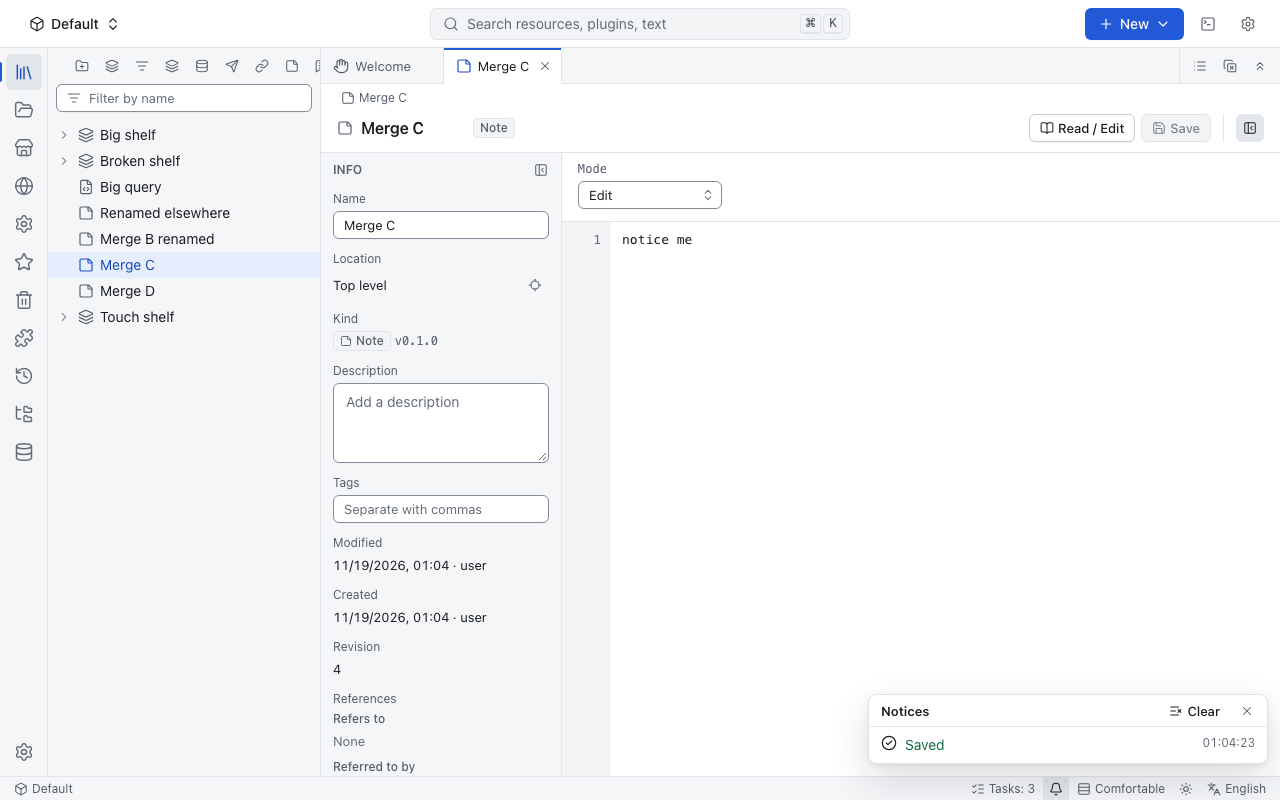 Default
Search resources, plugins, text
⌘ K
New
Welcome
Merge C
Filter by name
Big shelf
Broken shelf
Big query
Renamed elsewhere
Merge B renamed
Merge C
Merge D
Touch shelf
Merge C
Merge C
Note
Read / Edit
Save
INFO
Name
Merge C
Location
Top level
Kind
Note v0.1.0
Description
Add a description
Tags
Separate with commas
Modified
11/19/2026, 01:04 · user
Created
11/19/2026, 01:04 · user
Revision
4
References
Refers to
None
Referred to by
Mode
Edit
1 notice me
Notices
Clear
Saved
01:04:23
Default
Tasks: 3
Comfortable
English